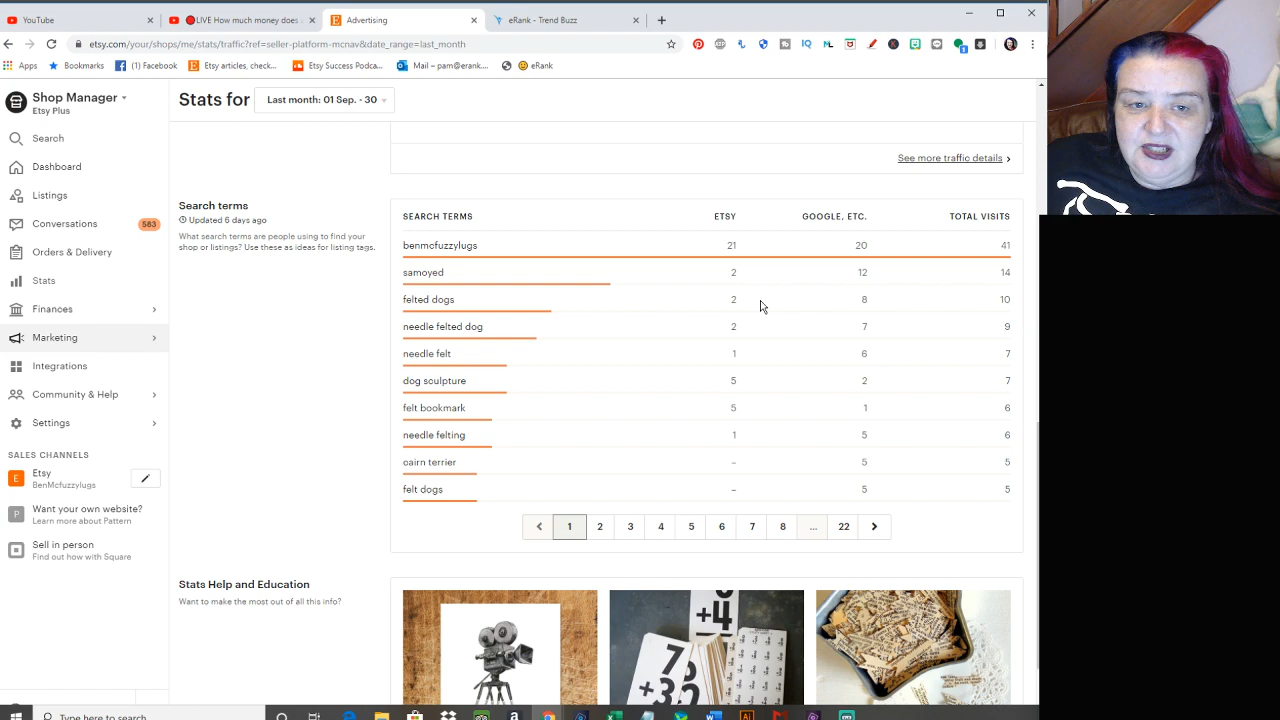 YouTube
LIVE How much money does
Advertising
eRank - Trend Buzz
etsy.com/your/shops/me/stats/traffic?ref=seller-platform-mcnav&date_range=last_month
Apps
Bookmarks
(1) Facebook
Etsy articles, check...
Etsy Success Podca...
Mail – pam@erank....
eRank
Shop Manager
Etsy Plus
Stats for
Last month: 01 Sep. - 30
Search
Dashboard
Listings
Conversations 583
Orders & Delivery
Stats
Finances
Marketing
Integrations
Community & Help
Settings
SALES CHANNELS
Etsy
BenMcfuzzylugs
Want your own website?
Learn more about Pattern
Sell in person
Find out how with Square
See more traffic details
Search terms
Updated 6 days ago
What search terms are people using to find your
shop or listings? Use these as ideas for listing tags.
SEARCH TERMS ETSY GOOGLE, ETC. TOTAL VISITS
benmcfuzzylugs 21 20 41
samoyed 2 12 14
felted dogs 2 8 10
needle felted dog 2 7 9
needle felt 1 6 7
dog sculpture 5 2 7
felt bookmark 5 1 6
needle felting 1 5 6
cairn terrier – 5 5
felt dogs – 5 5
1 2 3 4 5 6 7 8 ... 22
Stats Help and Education
Want to make the most out of all this info?
Type here to search